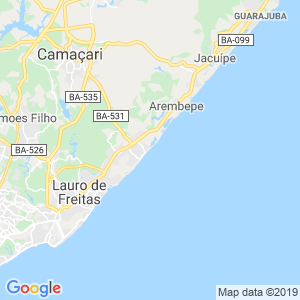 GUARAJUBA
BA-099
Jacuipe
Camaçari
BA-535
Arembepe
BA-531
moes Filho
BA-526
Lauro de
Freitas
Google
Map data ©2019